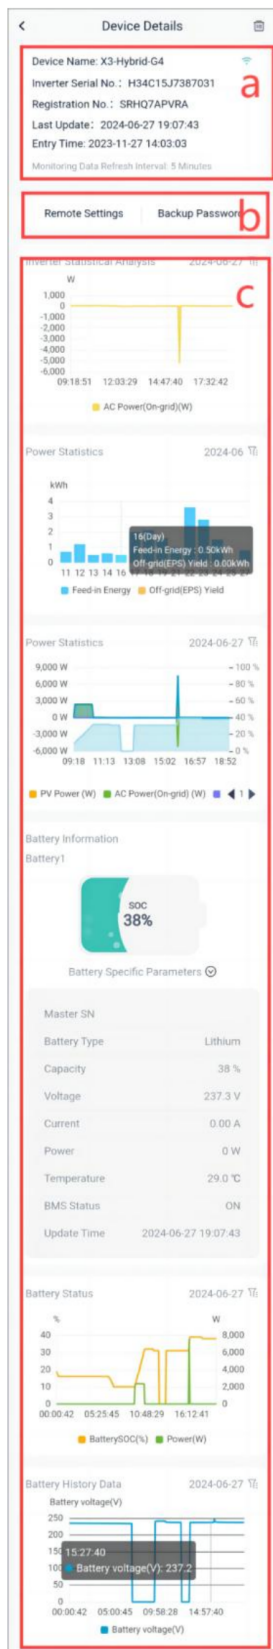 Device Details
Device Name: X3-Hybrid-G4
Inverter Serial No.: H34C15J7387031
Registration No.: SRHQ7APVRA
Last Update: 2024-06-27 19:07:43
Entry Time: 2023-11-27 14:03:03
Monitoring Data Refresh Interval: 5 Minutes
a
Remote Settings Backup Password
b
Inverter Statistical Analysis 2024-06-27
c
W
1,000
0
-1,000
-2,000
-3,000
-4,000
-5,000
-6,000
09:18:51 12:03:29 14:47:40 17:32:42
AC Power(On-grid)(W)
Power Statistics 2024-06
kWh
4
3
2
1
0
16(Day)
Feed-in Energy : 0.50kWh
Off-grid(EPS) Yield : 0.00kWh
11 12 13 14 16
Feed-in Energy Off-grid(EPS) Yield
Power Statistics 2024-06-27
9,000 W 100 %
6,000 W 80 %
3,000 W 60 %
0 W 40 %
-3,000 W 20 %
-6,000 W 0 %
09:18 11:13 13:08 15:02 16:57 18:52
PV Power (W) AC Power(On-grid) (W) 1
Battery Information
Battery1
SOC
38%
Battery Specific Parameters
Master SN
Battery Type Lithium
Capacity 38 %
Voltage 237.3 V
Current 0.00 A
Power 0 W
Temperature 29.0 ℃
BMS Status ON
Update Time 2024-06-27 19:07:43
Battery Status 2024-06-27
% W
40 8,000
30 6,000
20 4,000
10 2,000
0 0
00:00:42 05:25:45 10:48:29 16:12:41
BatterySOC(%) Power(W)
Battery History Data 2024-06-27
Battery voltage(V)
250
200
150
100
50
0
15:27:40
Battery voltage(V): 237.2
00:00:42 05:00:45 09:58:28 14:57:40
Battery voltage(V)